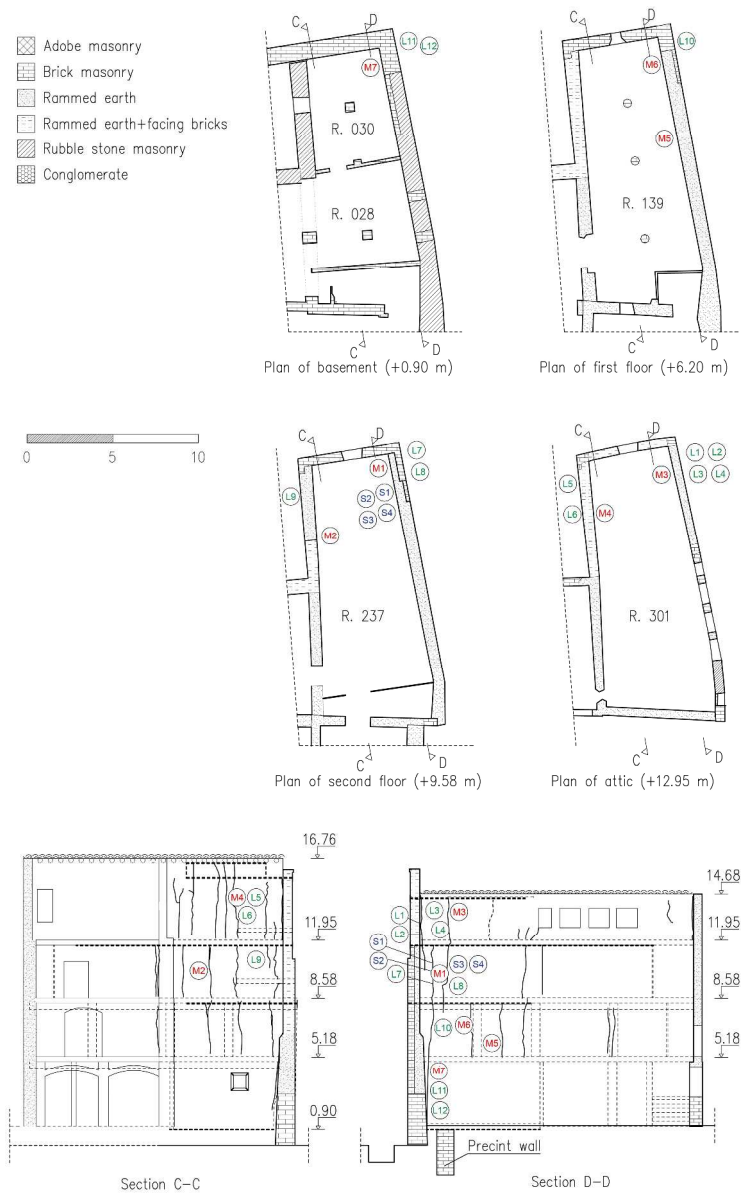 Adobe masonry
Brick masonry
Rammed earth
Rammed earth+facing bricks
Rubble stone masonry
Conglomerate
C
D
L11
L12
M7
R. 030
R. 028
C
D
Plan of basement (+0.90 m)
D
L10
M6
M5
R. 139
C
D
Plan of first floor (+6.20 m)
0
5
10
C
D
L7
M1
L8
L9
S2
S1
S3
S4
M2
R. 237
C
D
Plan of second floor (+9.58 m)
C
D
L1
L2
M3
L3
L4
L5
L6
M4
R. 301
C
D
Plan of attic (+12.95 m)
16.76
M4
L5
L6
11.95
L9
M2
8.58
5.18
0.90
Section C-C
14.68
L1
L3
M3
L2
L4
11.95
S1
S2
S3
S4
M1
L7
L8
8.58
L10
M6
M5
5.18
M7
L11
L12
0.90
Precint wall
Section D-D